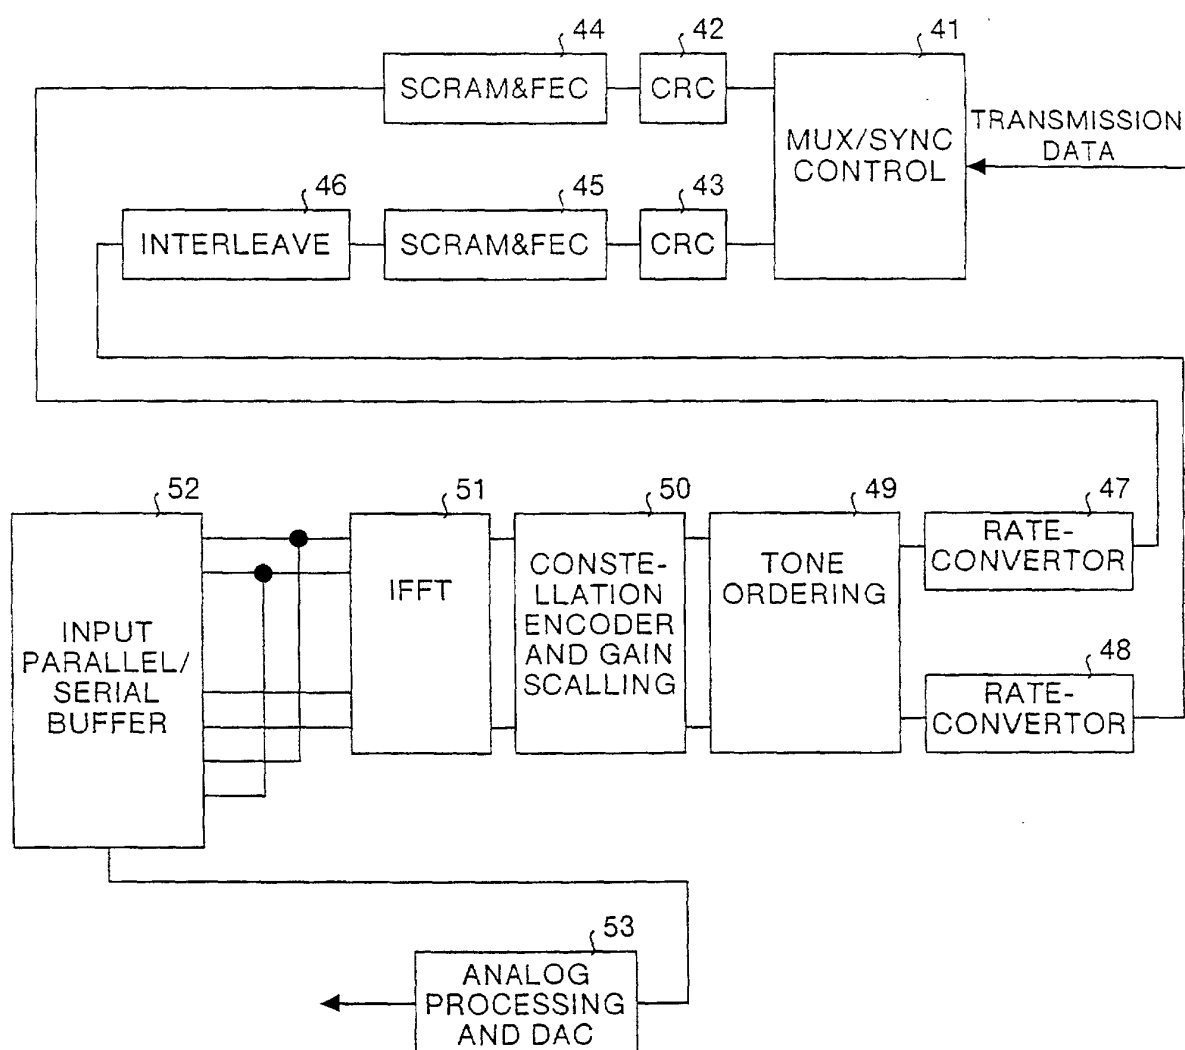 44
42
41
SCRAM&FEC
CRC
MUX/SYNC
CONTROL
TRANSMISSION
DATA
46
45
43
INTERLEAVE
SCRAM&FEC
CRC
52
51
50
49
47
INPUT
PARALLEL/
SERIAL
BUFFER
IFFT
CONSTE-
LLATION
ENCODER
AND GAIN
SCALLING
TONE
ORDERING
RATE-
CONVERTOR
48
RATE-
CONVERTOR
53
ANALOG
PROCESSING
AND DAC